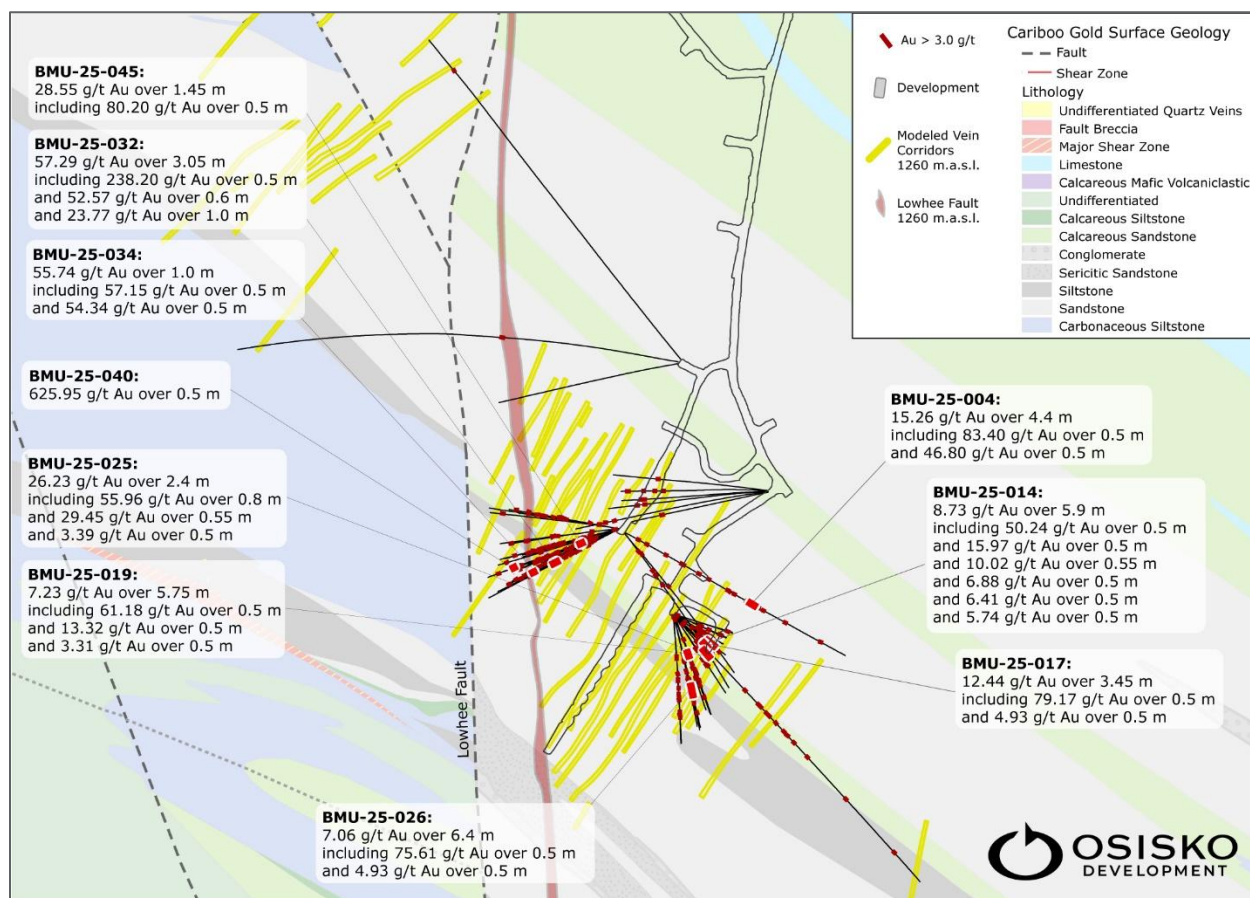 BMU-25-045:
28.55 g/t Au over 1.45 m
including 80.20 g/t Au over 0.5 m
BMU-25-032:
57.29 g/t Au over 3.05 m
including 238.20 g/t Au over 0.5 m
and 52.57 g/t Au over 0.6 m
and 23.77 g/t Au over 1.0 m
BMU-25-034:
55.74 g/t Au over 1.0 m
including 57.15 g/t Au over 0.5 m
and 54.34 g/t Au over 0.5 m
BMU-25-040:
625.95 g/t Au over 0.5 m
BMU-25-025:
26.23 g/t Au over 2.4 m
including 55.96 g/t Au over 0.8 m
and 29.45 g/t Au over 0.55 m
and 3.39 g/t Au over 0.5 m
BMU-25-019:
7.23 g/t Au over 5.75 m
including 61.18 g/t Au over 0.5 m
and 13.32 g/t Au over 0.5 m
and 3.31 g/t Au over 0.5 m
BMU-25-026:
7.06 g/t Au over 6.4 m
including 75.61 g/t Au over 0.5 m
and 4.93 g/t Au over 0.5 m
Lowhee Fault
Au > 3.0 g/t
Development
Modeled Vein
Corridors
1260 m.a.s.l.
Lowhee Fault
1260 m.a.s.l.
Cariboo Gold Surface Geology
Fault
Shear Zone
Lithology
Undifferentiated Quartz Veins
Fault Breccia
Major Shear Zone
Limestone
Calcareous Mafic Volcaniclastic
Undifferentiated
Calcareous Siltstone
Calcareous Sandstone
Conglomerate
Sericitic Sandstone
Siltstone
Sandstone
Carbonaceous Siltstone
BMU-25-004:
15.26 g/t Au over 4.4 m
including 83.40 g/t Au over 0.5 m
and 46.80 g/t Au over 0.5 m
BMU-25-014:
8.73 g/t Au over 5.9 m
including 50.24 g/t Au over 0.5 m
and 15.97 g/t Au over 0.5 m
and 10.02 g/t Au over 0.55 m
and 6.88 g/t Au over 0.5 m
and 6.41 g/t Au over 0.5 m
and 5.74 g/t Au over 0.5 m
BMU-25-017:
12.44 g/t Au over 3.45 m
including 79.17 g/t Au over 0.5 m
and 4.93 g/t Au over 0.5 m
OSISKO
DEVELOPMENT